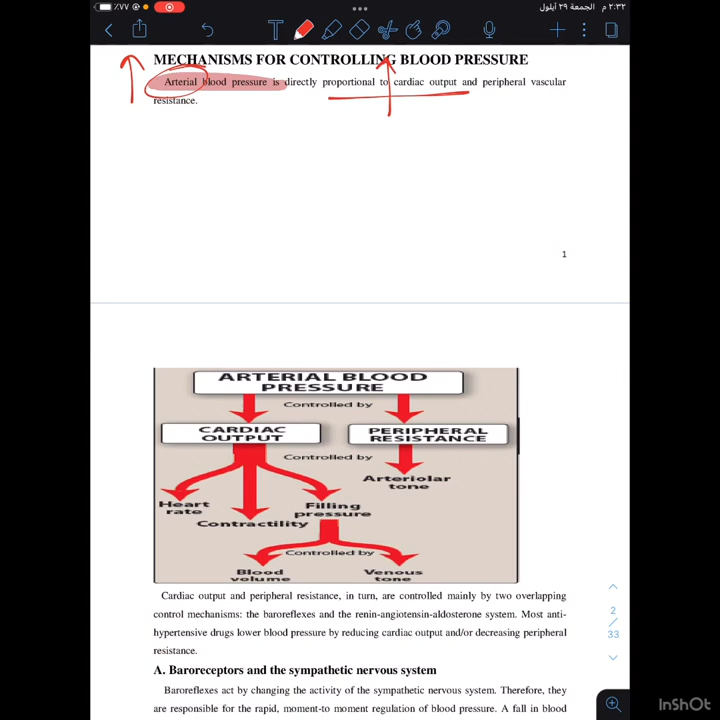 ٪٧٧ ٢:٣٢ م الجمعة ٢٩ أيلول
MECHANISMS FOR CONTROLLING BLOOD PRESSURE
Arterial blood pressure is directly proportional to cardiac output and peripheral vascular
resistance.
1
ARTERIAL BLOOD
PRESSURE
Controlled by
CARDIAC
OUTPUT
PERIPHERAL
RESISTANCE
Controlled by
Arteriolar
tone
Heart
rate
Contractility
Filling
pressure
Controlled by
Blood
volume
Venous
tone
Cardiac output and peripheral resistance, in turn, are controlled mainly by two overlapping
control mechanisms: the baroreflexes and the renin-angiotensin-aldosterone system. Most anti-
hypertensive drugs lower blood pressure by reducing cardiac output and/or decreasing peripheral
resistance.
2
/
33
A. Baroreceptors and the sympathetic nervous system
Baroreflexes act by changing the activity of the sympathetic nervous system. Therefore, they
are responsible for the rapid, moment-to moment regulation of blood pressure. A fall in blood
InShOt